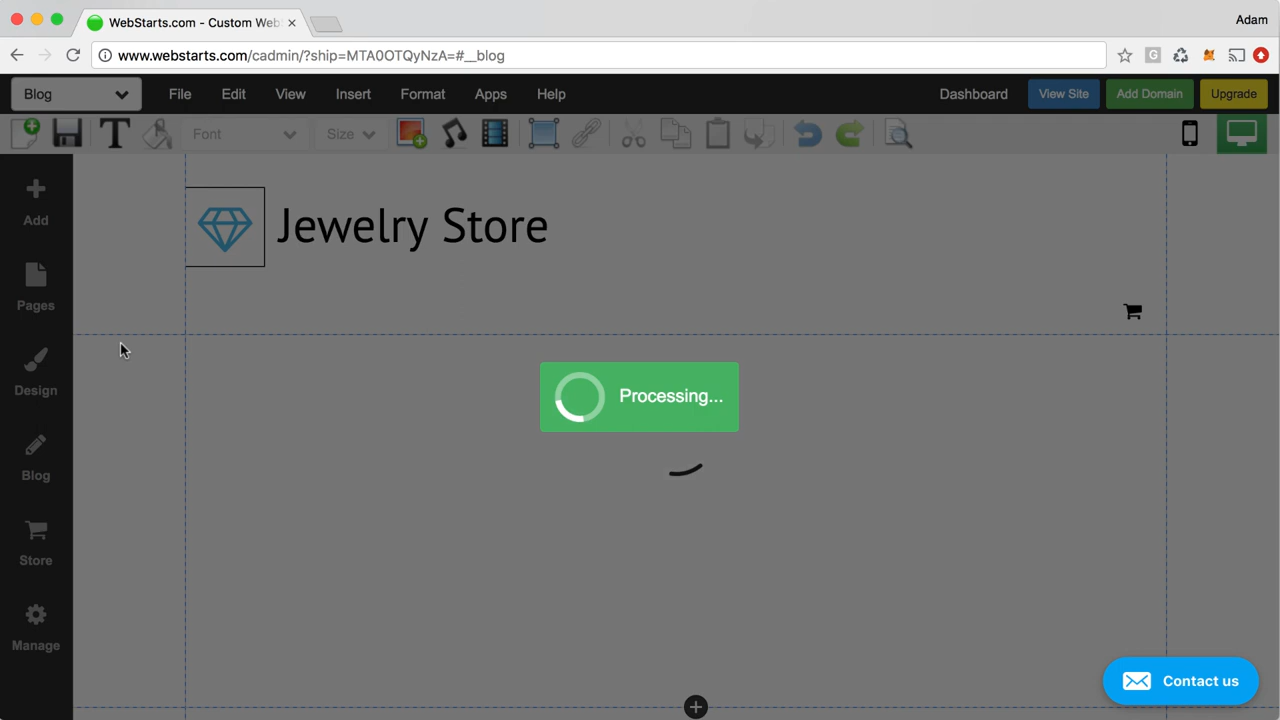 WebStarts.com - Custom Web
Adam
www.webstarts.com/cadmin/?ship=MTA0OTQyNzA=#__blog
Blog File Edit View Insert Format Apps Help Dashboard View Site Add Domain Upgrade
T Font Size
Add
Jewelry Store
Pages
Design
Processing...
Blog
Store
Manage
Contact us